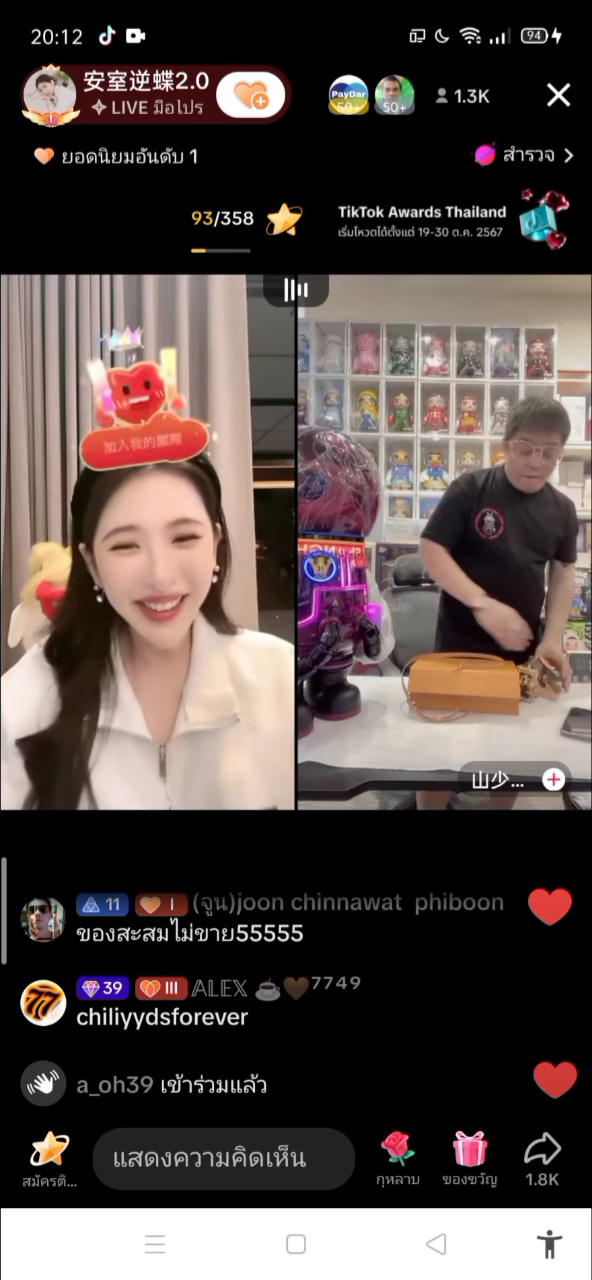 20:12
94
安室逆蝶2.0
LIVE มือโปร
PayDar
50+
50+
1.3K
ยอดนิยมอันดับ 1
สำรวจ
93/358
TikTok Awards Thailand
เริ่มโหวตได้ตั้งแต่ 19-30 ต.ค. 2567
加入我的團隊
山少...
11 I (จูน)joon chinnawat phiboon
ของสะสมไม่ขาย55555
39 III ALEX ☕🤎⁷⁷⁴⁹
chiliyydsforever
a_oh39 เข้าร่วมแล้ว
สมัครติ...
แสดงความคิดเห็น
กุหลาบ
ของขวัญ
1.8K